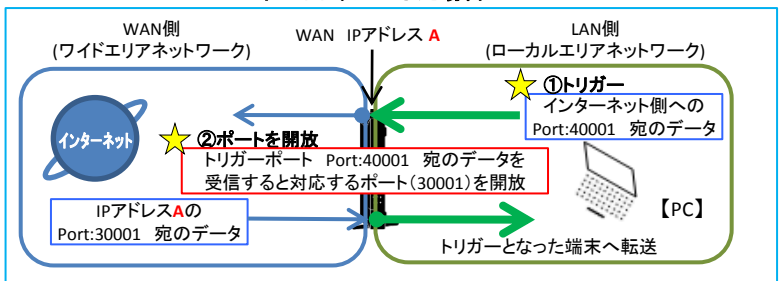 WAN側
(ワイドエリアネットワーク)
WAN IPアドレス A
LAN側
(ローカルエリアネットワーク)
①トリガー
インターネット側への
Port:40001 宛のデータ
インターネット
②ポートを開放
トリガーポート Port:40001 宛のデータを
受信すると対応するポート(30001)を開放
IPアドレスAの
Port:30001 宛のデータ
【PC】
トリガーとなった端末へ転送